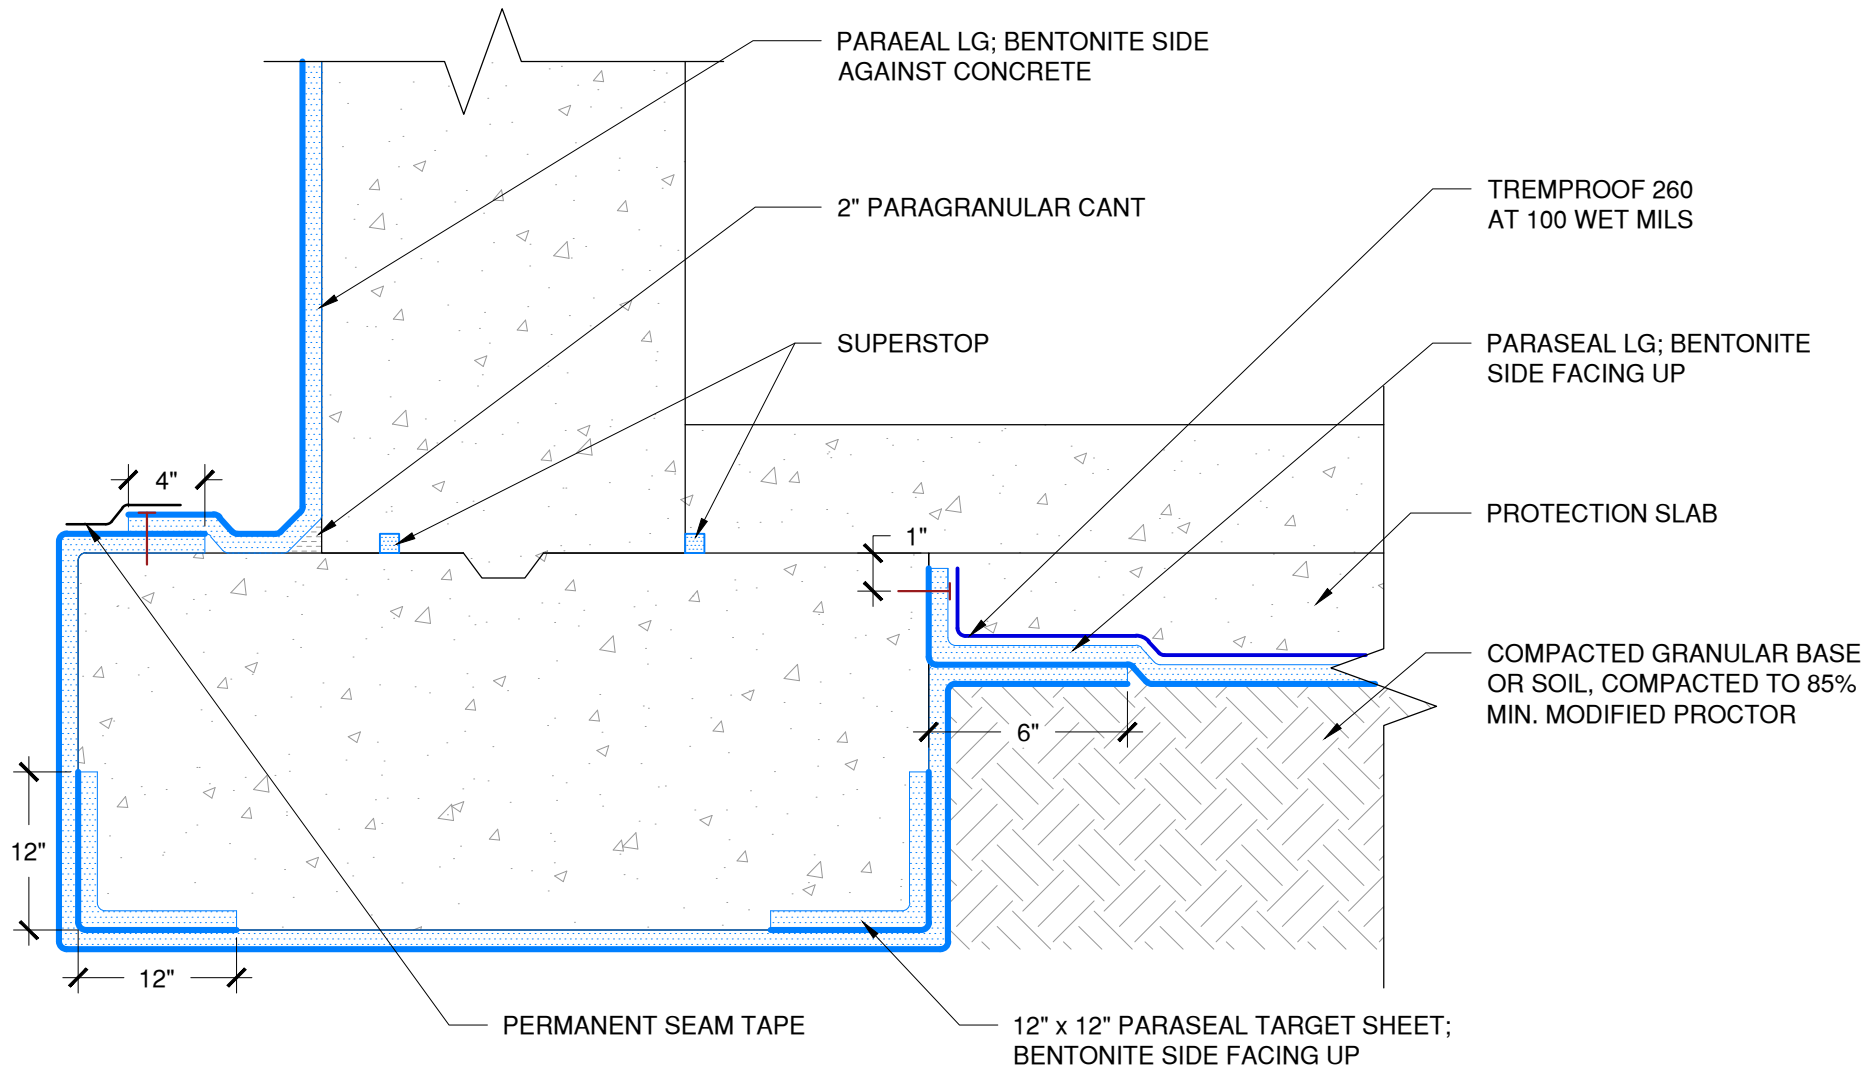 PARAEAL LG; BENTONITE SIDE
AGAINST CONCRETE
2" PARAGRANULAR CANT
SUPERSTOP
TREMPROOF 260
AT 100 WET MILS
PARASEAL LG; BENTONITE
SIDE FACING UP
4"
1"
PROTECTION SLAB
COMPACTED GRANULAR BASE
OR SOIL, COMPACTED TO 85%
MIN. MODIFIED PROCTOR
6"
12"
12"
PERMANENT SEAM TAPE
12" x 12" PARASEAL TARGET SHEET;
BENTONITE SIDE FACING UP